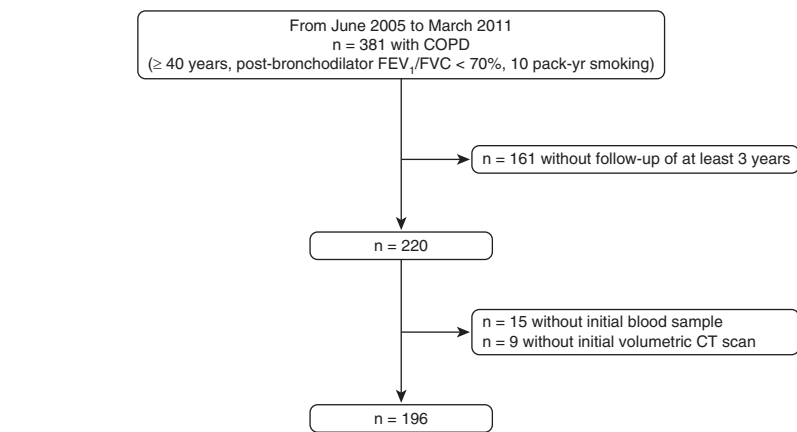 From June 2005 to March 2011
n = 381 with COPD
(≥ 40 years, post-bronchodilator FEV₁/FVC < 70%, 10 pack-yr smoking)
n = 161 without follow-up of at least 3 years
n = 220
n = 15 without initial blood sample
n = 9 without initial volumetric CT scan
n = 196